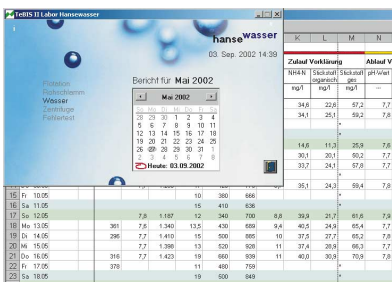 TeBIS II Labor Hansewasser
hansewasser
03. Sep. 2002 14:39
Filtration
Rohschlamm
Wasser
Zentrifuge
Fehlertest
Bericht für Mai 2002
Mai 2002
So Mo Di Mi Do Fr Sa
28 29 30 1 2 3 4
5 6 7 8 9 10 11
12 13 14 15 16 17 18
19 20 21 22 23 24 25
26 27 28 29 30 31 1
2 3 4 5 6 7 8
Heute: 03.09.2002
K L M N
Zulauf Vorklärung Ablauf V
NH4-N Stickstoff organisch Stickstoff ges pH-Wert
mg/l mg/l mg/l ---
34,6 22,6 57,2 7,7
34,1 25,1 59,2 7,8
*
*
14,6 11,3 25,9 7,6
30,1 20,1 50,2 7,7
33,7 24,1 57,8 7,7
*
35,1 24,3 59,4 7,8
15 Fr 10.05 10 380 666 *
16 Sa 11.05 15 410 636 *
17 So 12.05 7,8 1.187 12 340 700 8,8 39,9 21,7 61,6 7,9
18 Mo 13.05 361 7,6 1.340 13,5 430 669 9,4 40,5 24,9 65,4 7,7
19 Di 14.05 296 7,7 1.410 15 500 885 10 37,5 27,7 65,2 7,8
20 Mi 15.05 7,7 1.398 13 520 928 11 37,4 28,9 66,3 7,7
21 Do 16.05 316 7,7 1.423 19 660 939 11 40,0 30,9 70,9 7,8
22 Fr 17.05 378 11 480 759 *
23 Sa 18.05 19 500 849 *